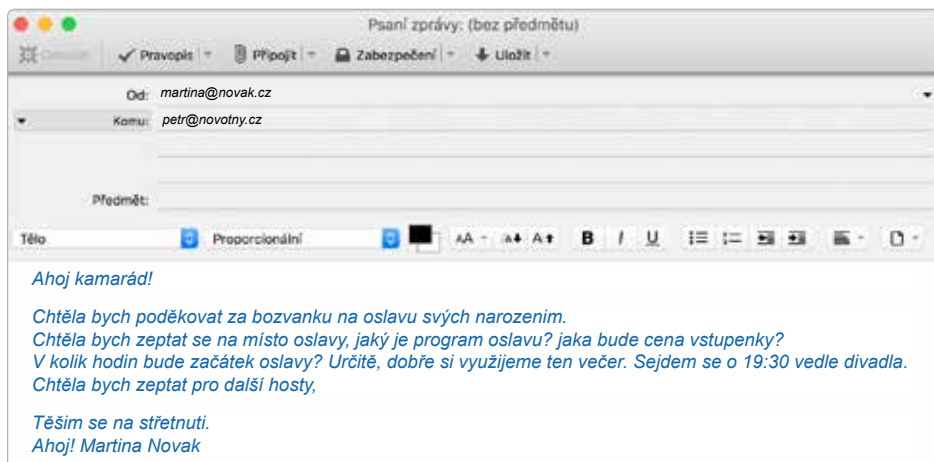 Psaní zprávy: (bez předmětu)
Pravopis Připojit Zabezpečení Uložit
Od: martina@novak.cz
Komu: petr@novotny.cz
Předmět:
Tělo Proporcionální B I U
Ahoj kamarád!
Chtěla bych poděkovat za bozvanku na oslavu svých narozenim.
Chtěla bych zeptat se na místo oslavy, jaký je program oslavu? jaka bude cena vstupenky?
V kolik hodin bude začátek oslavy? Určitě, dobře si využijeme ten večer. Sejdem se o 19:30 vedle divadla.
Chtěla bych zeptat pro další hosty,
Těšim se na střetnuti.
Ahoj! Martina Novak